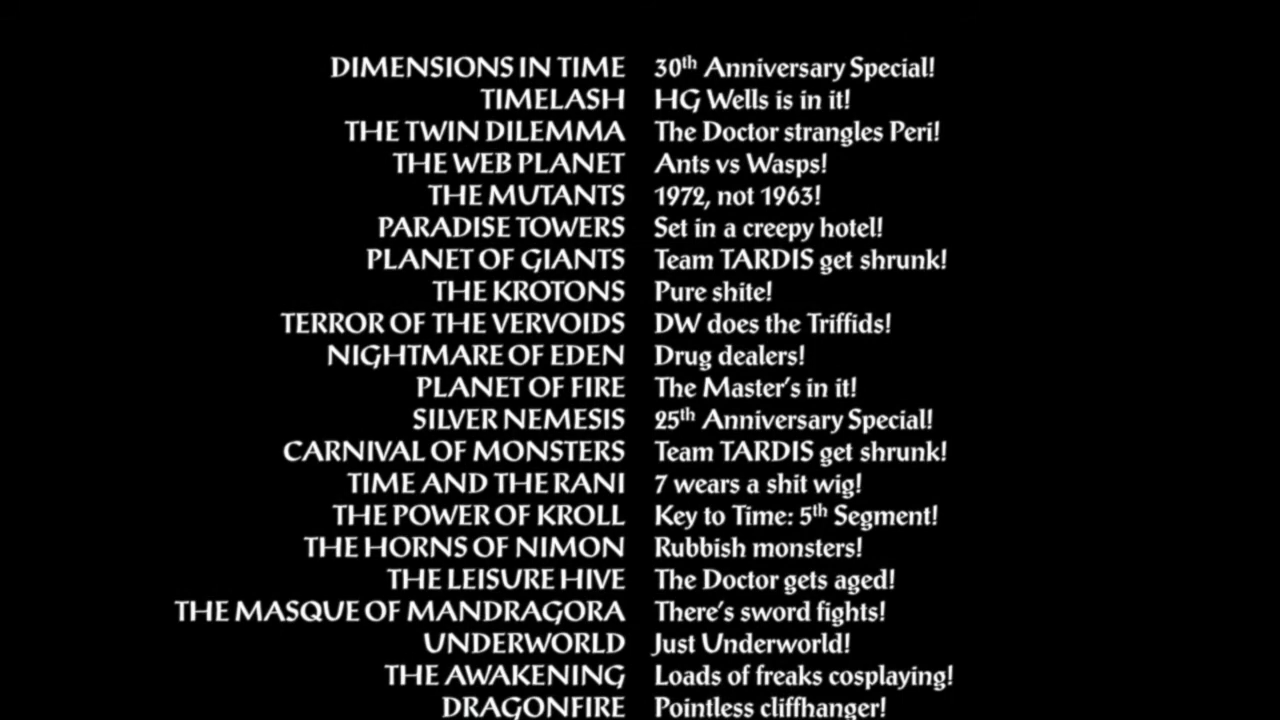 DIMENSIONS IN TIME 30th Anniversary Special!
TIMELASH HG Wells is in it!
THE TWIN DILEMMA The Doctor strangles Peri!
THE WEB PLANET Ants vs Wasps!
THE MUTANTS 1972, not 1963!
PARADISE TOWERS Set in a creepy hotel!
PLANET OF GIANTS Team TARDIS get shrunk!
THE KROTONS Pure shite!
TERROR OF THE VERVOIDS DW does the Triffids!
NIGHTMARE OF EDEN Drug dealers!
PLANET OF FIRE The Master's in it!
SILVER NEMESIS 25th Anniversary Special!
CARNIVAL OF MONSTERS Team TARDIS get shrunk!
TIME AND THE RANI 7 wears a shit wig!
THE POWER OF KROLL Key to Time: 5th Segment!
THE HORNS OF NIMON Rubbish monsters!
THE LEISURE HIVE The Doctor gets aged!
THE MASQUE OF MANDRAGORA There's sword fights!
UNDERWORLD Just Underworld!
THE AWAKENING Loads of freaks cosplaying!
DRAGONFIRE Pointless cliffhanger!